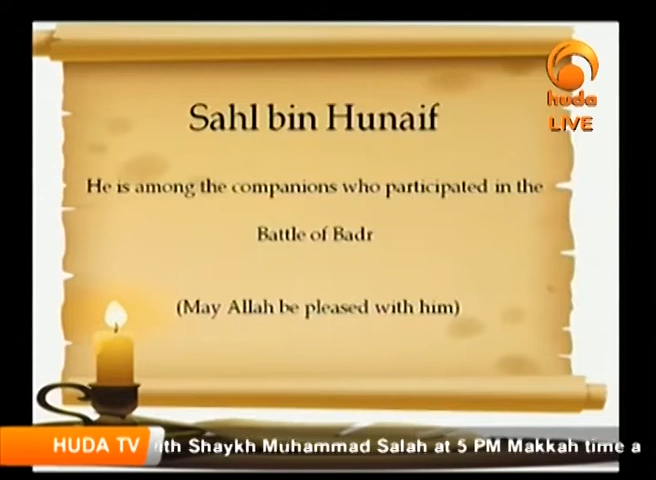 huda
LIVE
Sahl bin Hunaif
He is among the companions who participated in the
Battle of Badr
(May Allah be pleased with him)
HUDA TV
ith Shaykh Muhammad Salah at 5 PM Makkah time a